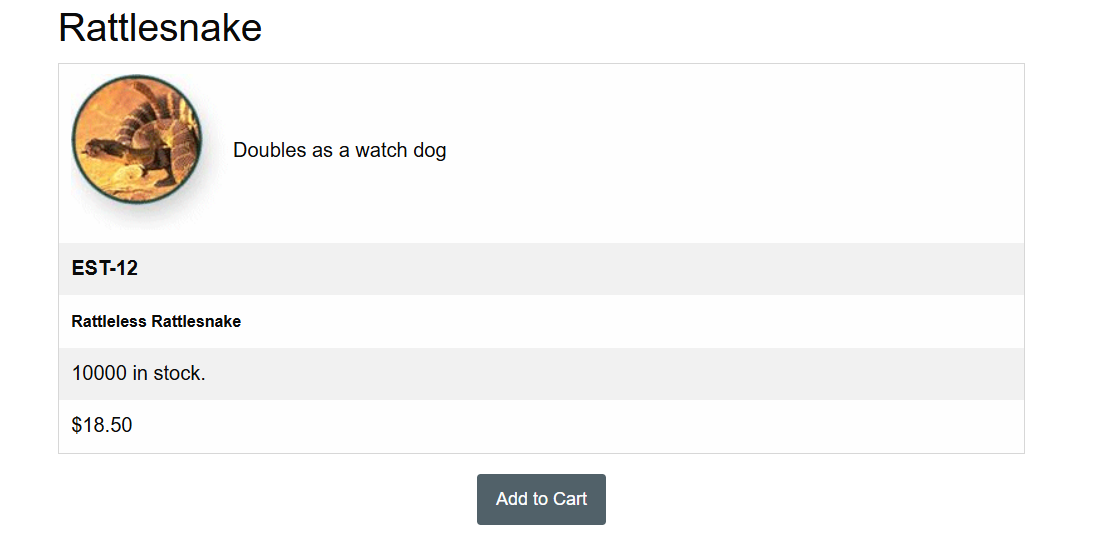 Rattlesnake
Doubles as a watch dog
EST-12
Rattleless Rattlesnake
10000 in stock.
$18.50
Add to Cart